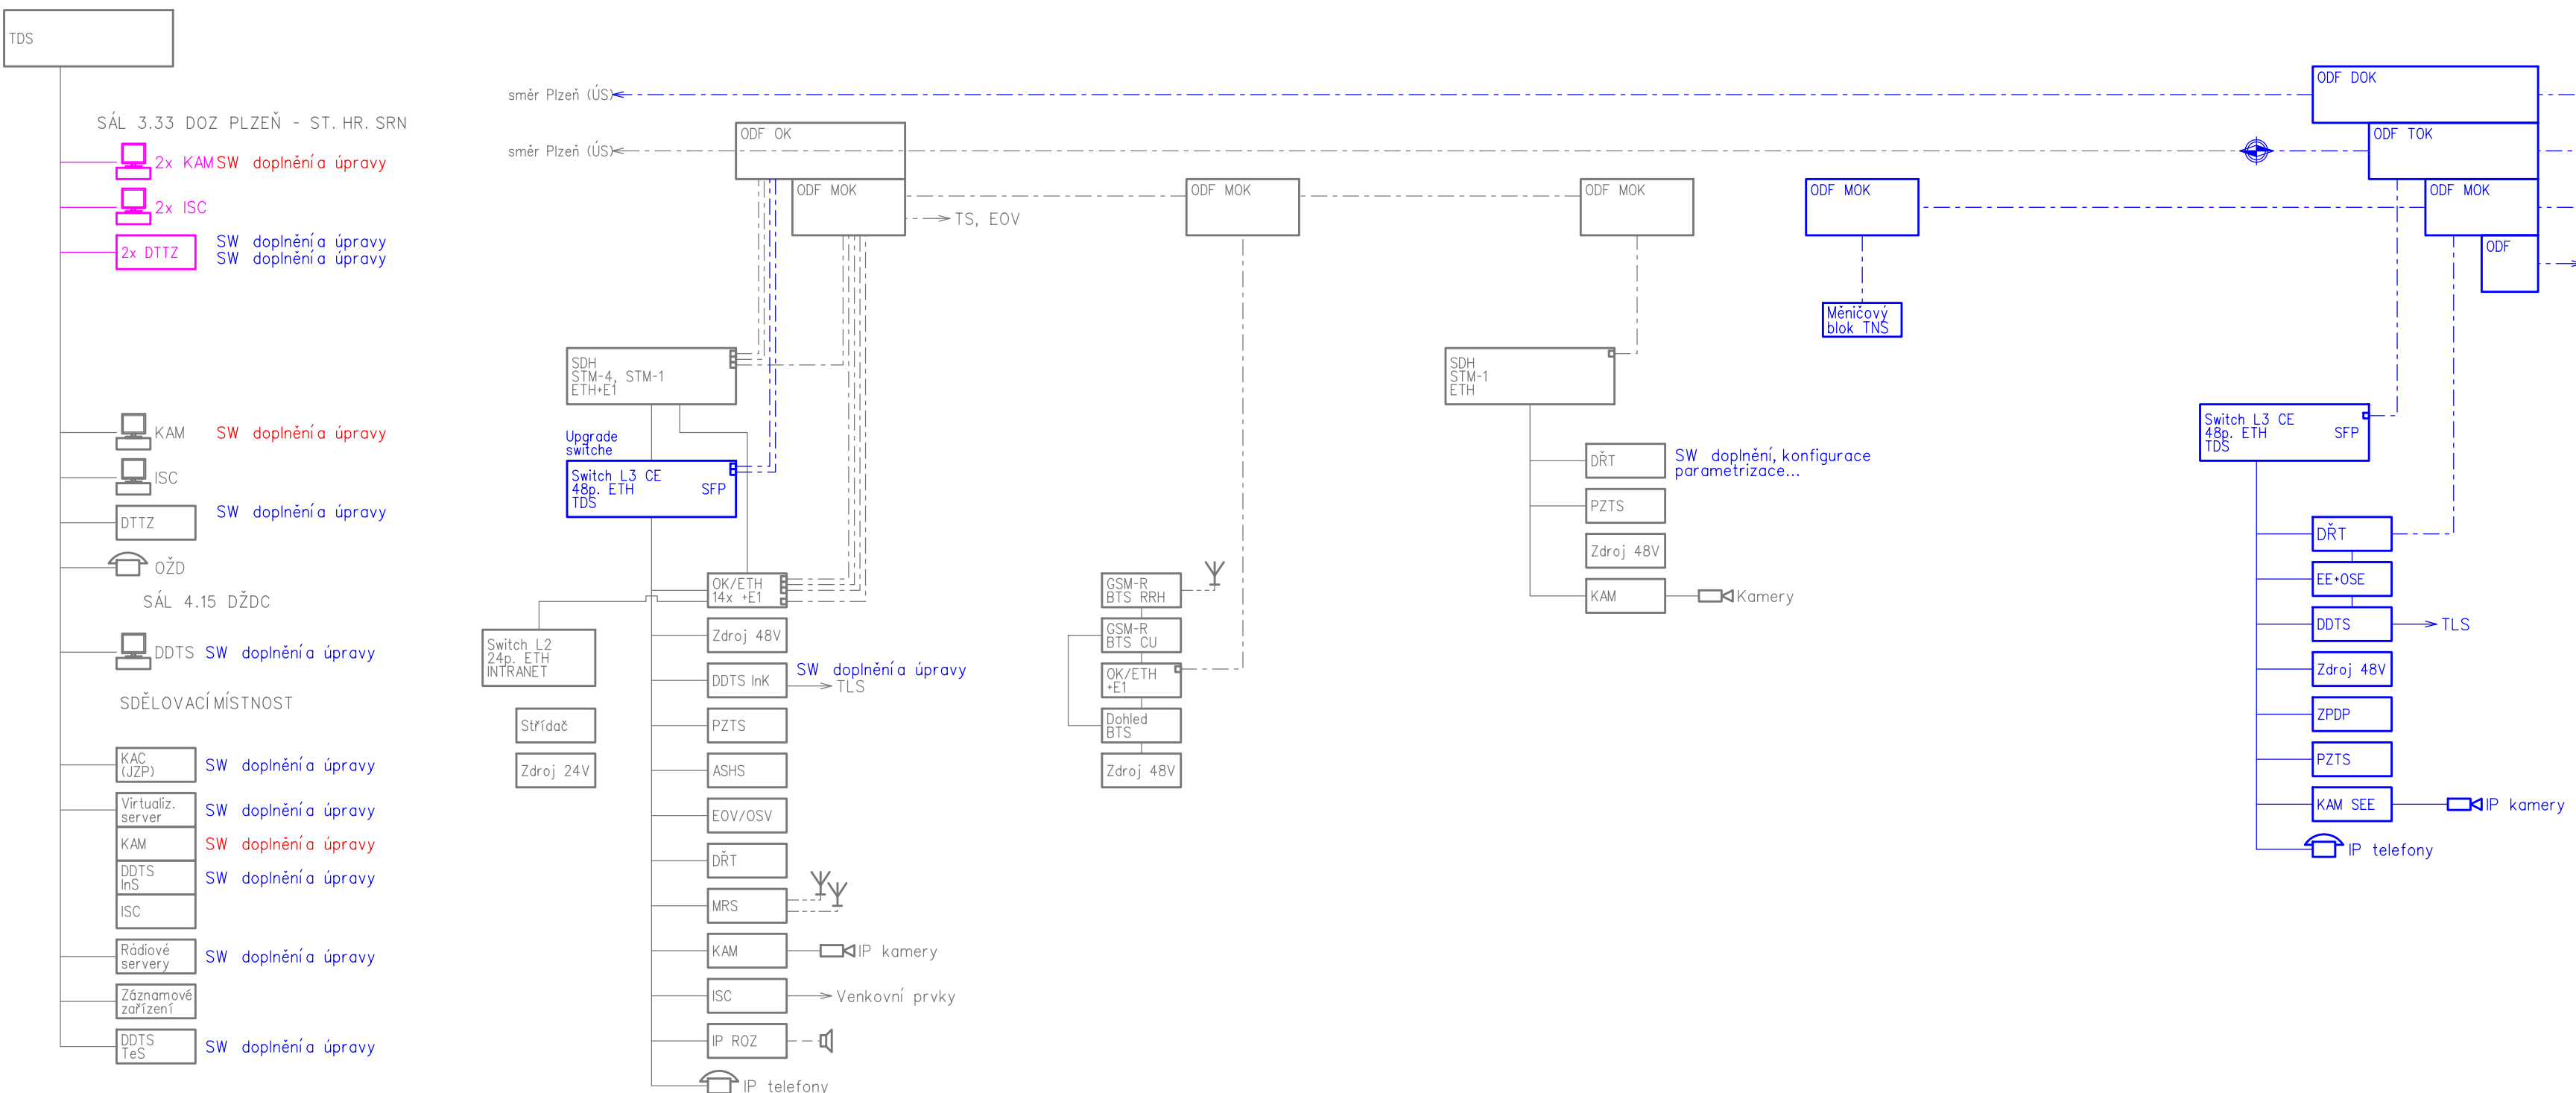 TDS
SÁL 3.33 DOZ PLZEŇ - ST. HR. SRN
2x KAM SW doplnění a úpravy
2x ISC
2x DTTZ
SW doplnění a úpravy
SW doplnění a úpravy
KAM SW doplnění a úpravy
ISC
DTTZ
SW doplnění a úpravy
OŽD
SÁL 4.15 DŽDC
DDTS SW doplnění a úpravy
SDĚLOVACÍ MÍSTNOST
KAC
(JZP)
SW doplnění a úpravy
Virtualiz.
server
SW doplnění a úpravy
KAM
SW doplnění a úpravy
DDTS
InS
SW doplnění a úpravy
ISC
Rádiové
servery
SW doplnění a úpravy
Záznamové
zařízení
DDTS
TeS
SW doplnění a úpravy
směr Plzeň (ÚS)
směr Plzeň (ÚS)
ODF OK
ODF MOK
TS, EOV
SDH
STM-4, STM-1
ETH+E1
Upgrade
switche
Switch L3 CE
48p. ETH SFP
TDS
OK/ETH
14x +E1
Switch L2
24p. ETH
INTRANET
Střídač
Zdroj 24V
Zdroj 48V
DDTS InK
SW doplnění a úpravy
TLS
PZTS
ASHS
EOV/OSV
DŘT
MRS
KAM
IP kamery
ISC
Venkovní prvky
IP ROZ
IP telefony
ODF MOK
GSM-R
BTS RRH
GSM-R
BTS CU
OK/ETH
+E1
Dohled
BTS
Zdroj 48V
ODF MOK
SDH
STM-1
ETH
DŘT
SW doplnění, konfigurace
parametrizace...
PZTS
Zdroj 48V
KAM
Kamery
ODF MOK
Měničový
blok TNS
ODF DOK
ODF TOK
ODF MOK
ODF
Switch L3 CE
48p. ETH SFP
TDS
DŘT
EE+OSE
DDTS
TLS
Zdroj 48V
ZPDP
PZTS
KAM SEE
IP kamery
IP telefony